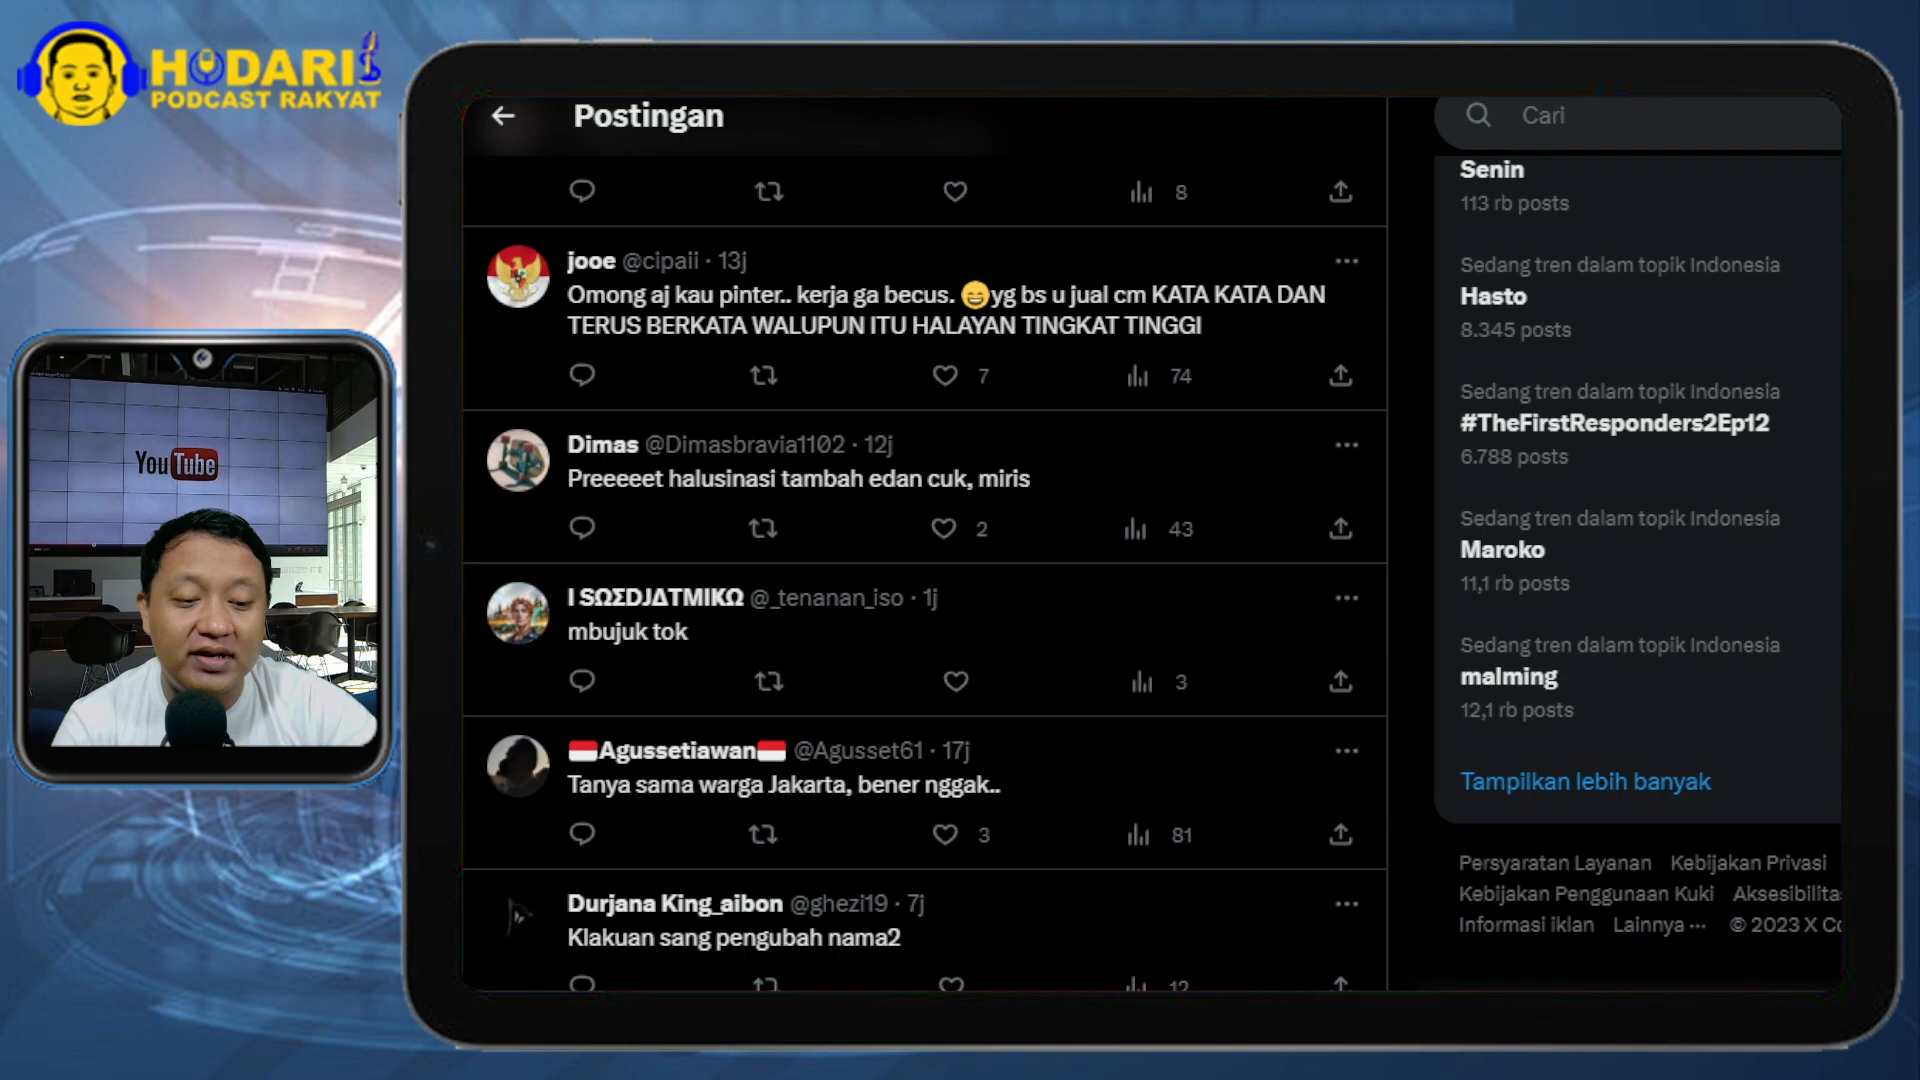 HODARI
PODCAST RAKYAT
YouTube
Postingan
8
jooe @cipaii · 13j
Omong aj kau pinter.. kerja ga becus. 😄yg bs u jual cm KATA KATA DAN
TERUS BERKATA WALUPUN ITU HALAYAN TINGKAT TINGGI
7 74
Dimas @Dimasbravia1102 · 12j
Preeeeet halusinasi tambah edan cuk, miris
2 43
I SΩΣDJΔTMIKΩ @_tenanan_iso · 1j
mbujuk tok
3
🇮🇩Agussetiawan🇮🇩 @Agusset61 · 17j
Tanya sama warga Jakarta, bener nggak..
3 81
Durjana King_aibon @ghezi19 · 7j
Klakuan sang pengubah nama2
12
Cari
Senin
113 rb posts
Sedang tren dalam topik Indonesia
Hasto
8.345 posts
Sedang tren dalam topik Indonesia
#TheFirstResponders2Ep12
6.788 posts
Sedang tren dalam topik Indonesia
Maroko
11,1 rb posts
Sedang tren dalam topik Indonesia
malming
12,1 rb posts
Tampilkan lebih banyak
Persyaratan Layanan Kebijakan Privasi
Kebijakan Penggunaan Kuki Aksesibilita
Informasi iklan Lainnya ··· © 2023 X Co